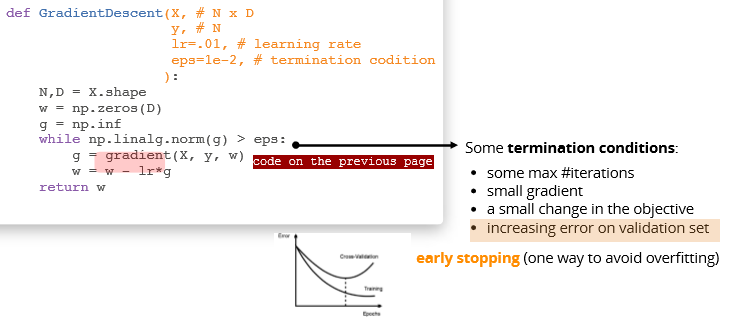 def GradientDescent(X, # N x D
y, # N
lr=.01, # learning rate
eps=1e-2, # termination codition
):
N,D = X.shape
w = np.zeros(D)
g = np.inf
while np.linalg.norm(g) > eps:
g = gradient(X, y, w)
code on the previous page
w = w - lr*g
return w
Some termination conditions:
• some max #iterations
• small gradient
• a small change in the objective
• increasing error on validation set
early stopping (one way to avoid overfitting)
Error
Cross-Validation
Training
Epochs